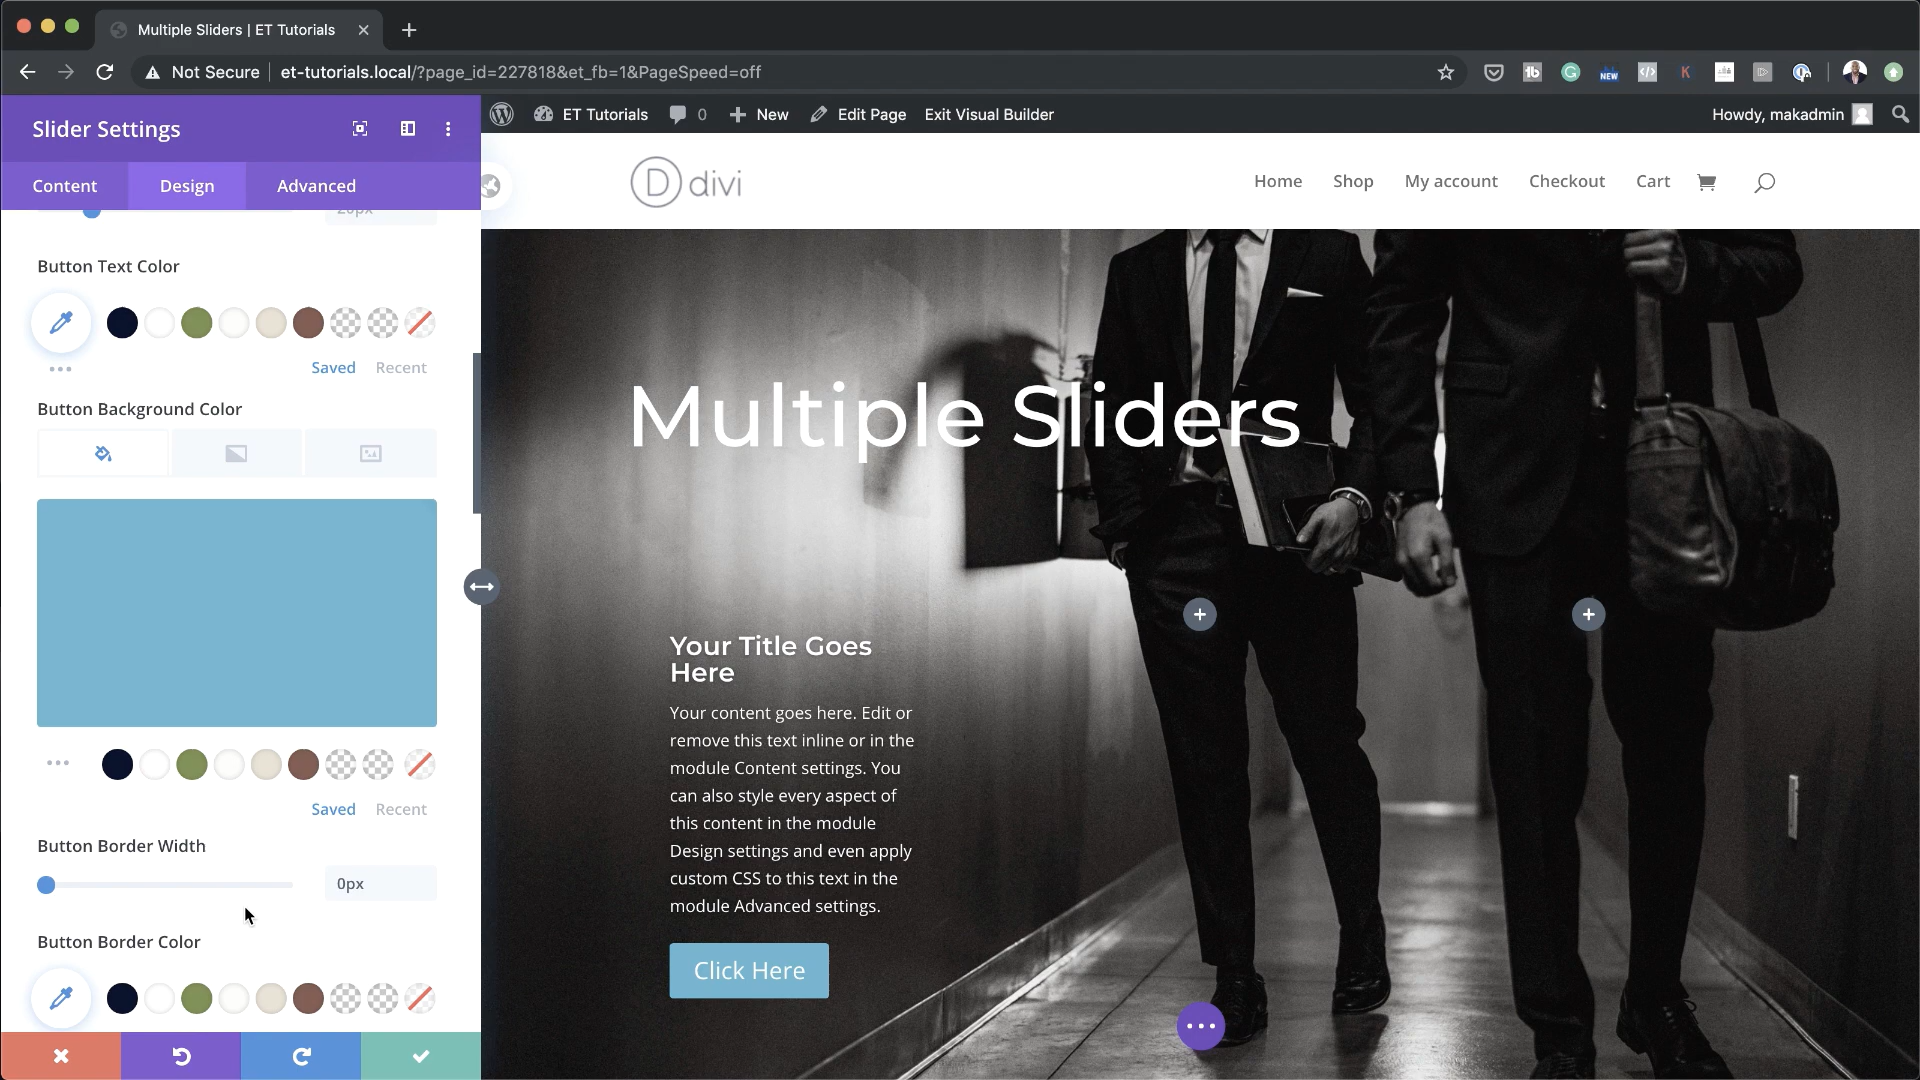 Multiple Sliders | ET Tutorials
Not Secure
et-tutorials.local/?page_id=227818&et_fb=1&PageSpeed=off
NEW
Slider Settings
ET Tutorials
0
New
Edit Page
Exit Visual Builder
Howdy, makadmin
Content
Design
Advanced
20px
D divi
Home
Shop
My account
Checkout
Cart
Button Text Color
Saved
Recent
Button Background Color
Saved
Recent
Button Border Width
0px
Button Border Color
Multiple Sliders
Your Title Goes
Here
Your content goes here. Edit or
remove this text inline or in the
module Content settings. You
can also style every aspect of
this content in the module
Design settings and even apply
custom CSS to this text in the
module Advanced settings.
Click Here